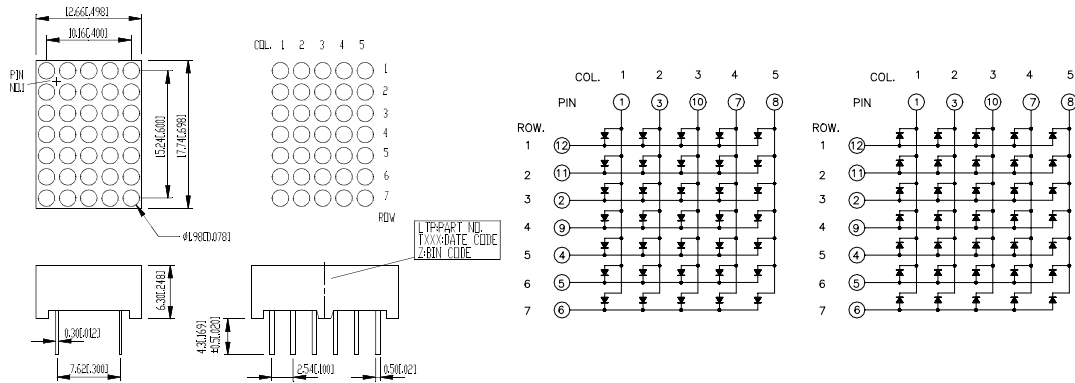 12.66[.498]
10.16[.400]
PIN
NO.1
15.24[.600]
17.74[.698]
ø1.98[0.078]
COL. 1 2 3 4 5
1
2
3
4
5
6
7
ROW
LTP:PART NO.
TXXX:DATE CODE
Z:BIN CODE
6.30[.248]
0.30[.012]
7.62[.300]
4.3[.169]
±0.5[.020]
2.54[.100]
0.50[.02]
COL. 1 2 3 4 5
PIN 1 3 10 7 8
ROW.
1 12
2 11
3 2
4 9
5 4
6 5
7 6
COL. 1 2 3 4 5
PIN 1 3 10 7 8
ROW.
1 12
2 11
3 2
4 9
5 4
6 5
7 6